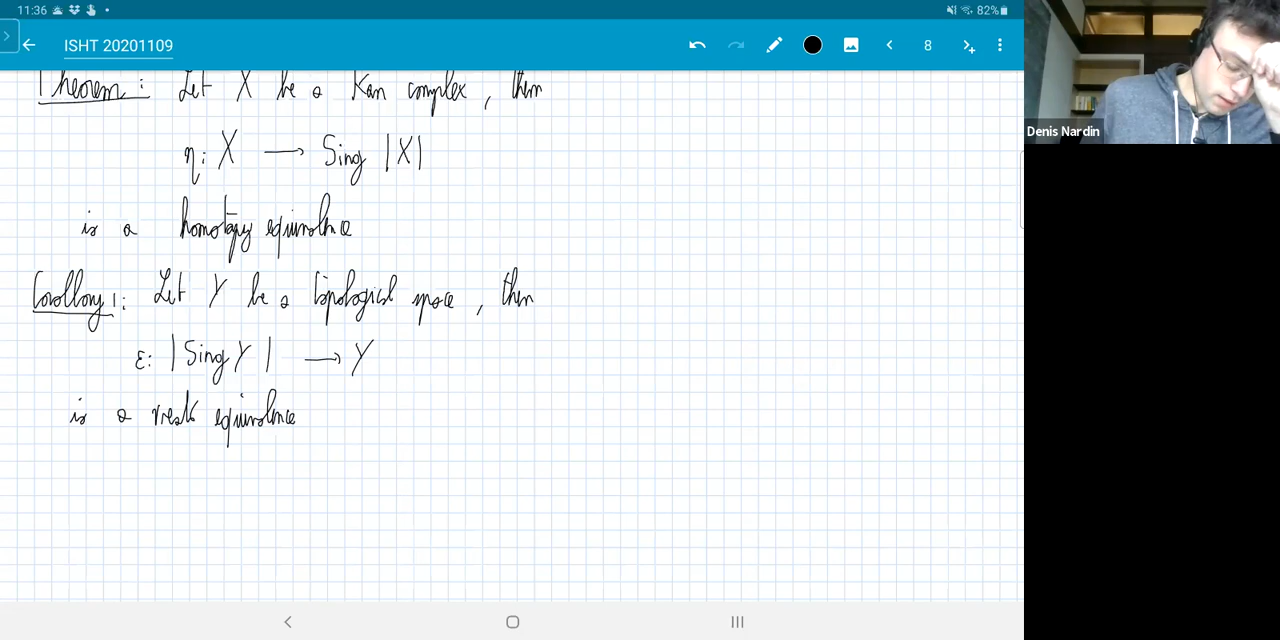 11:36
82%
ISHT 20201109
8
Theorem: Let X be a Kan complex, then
η: X ⟶ Sing |X|
is a homotopy equivalence
Corollary 1: Let Y be a topological space, then
ε: |Sing Y| ⟶ Y
is a weak equivalence
Denis Nardin